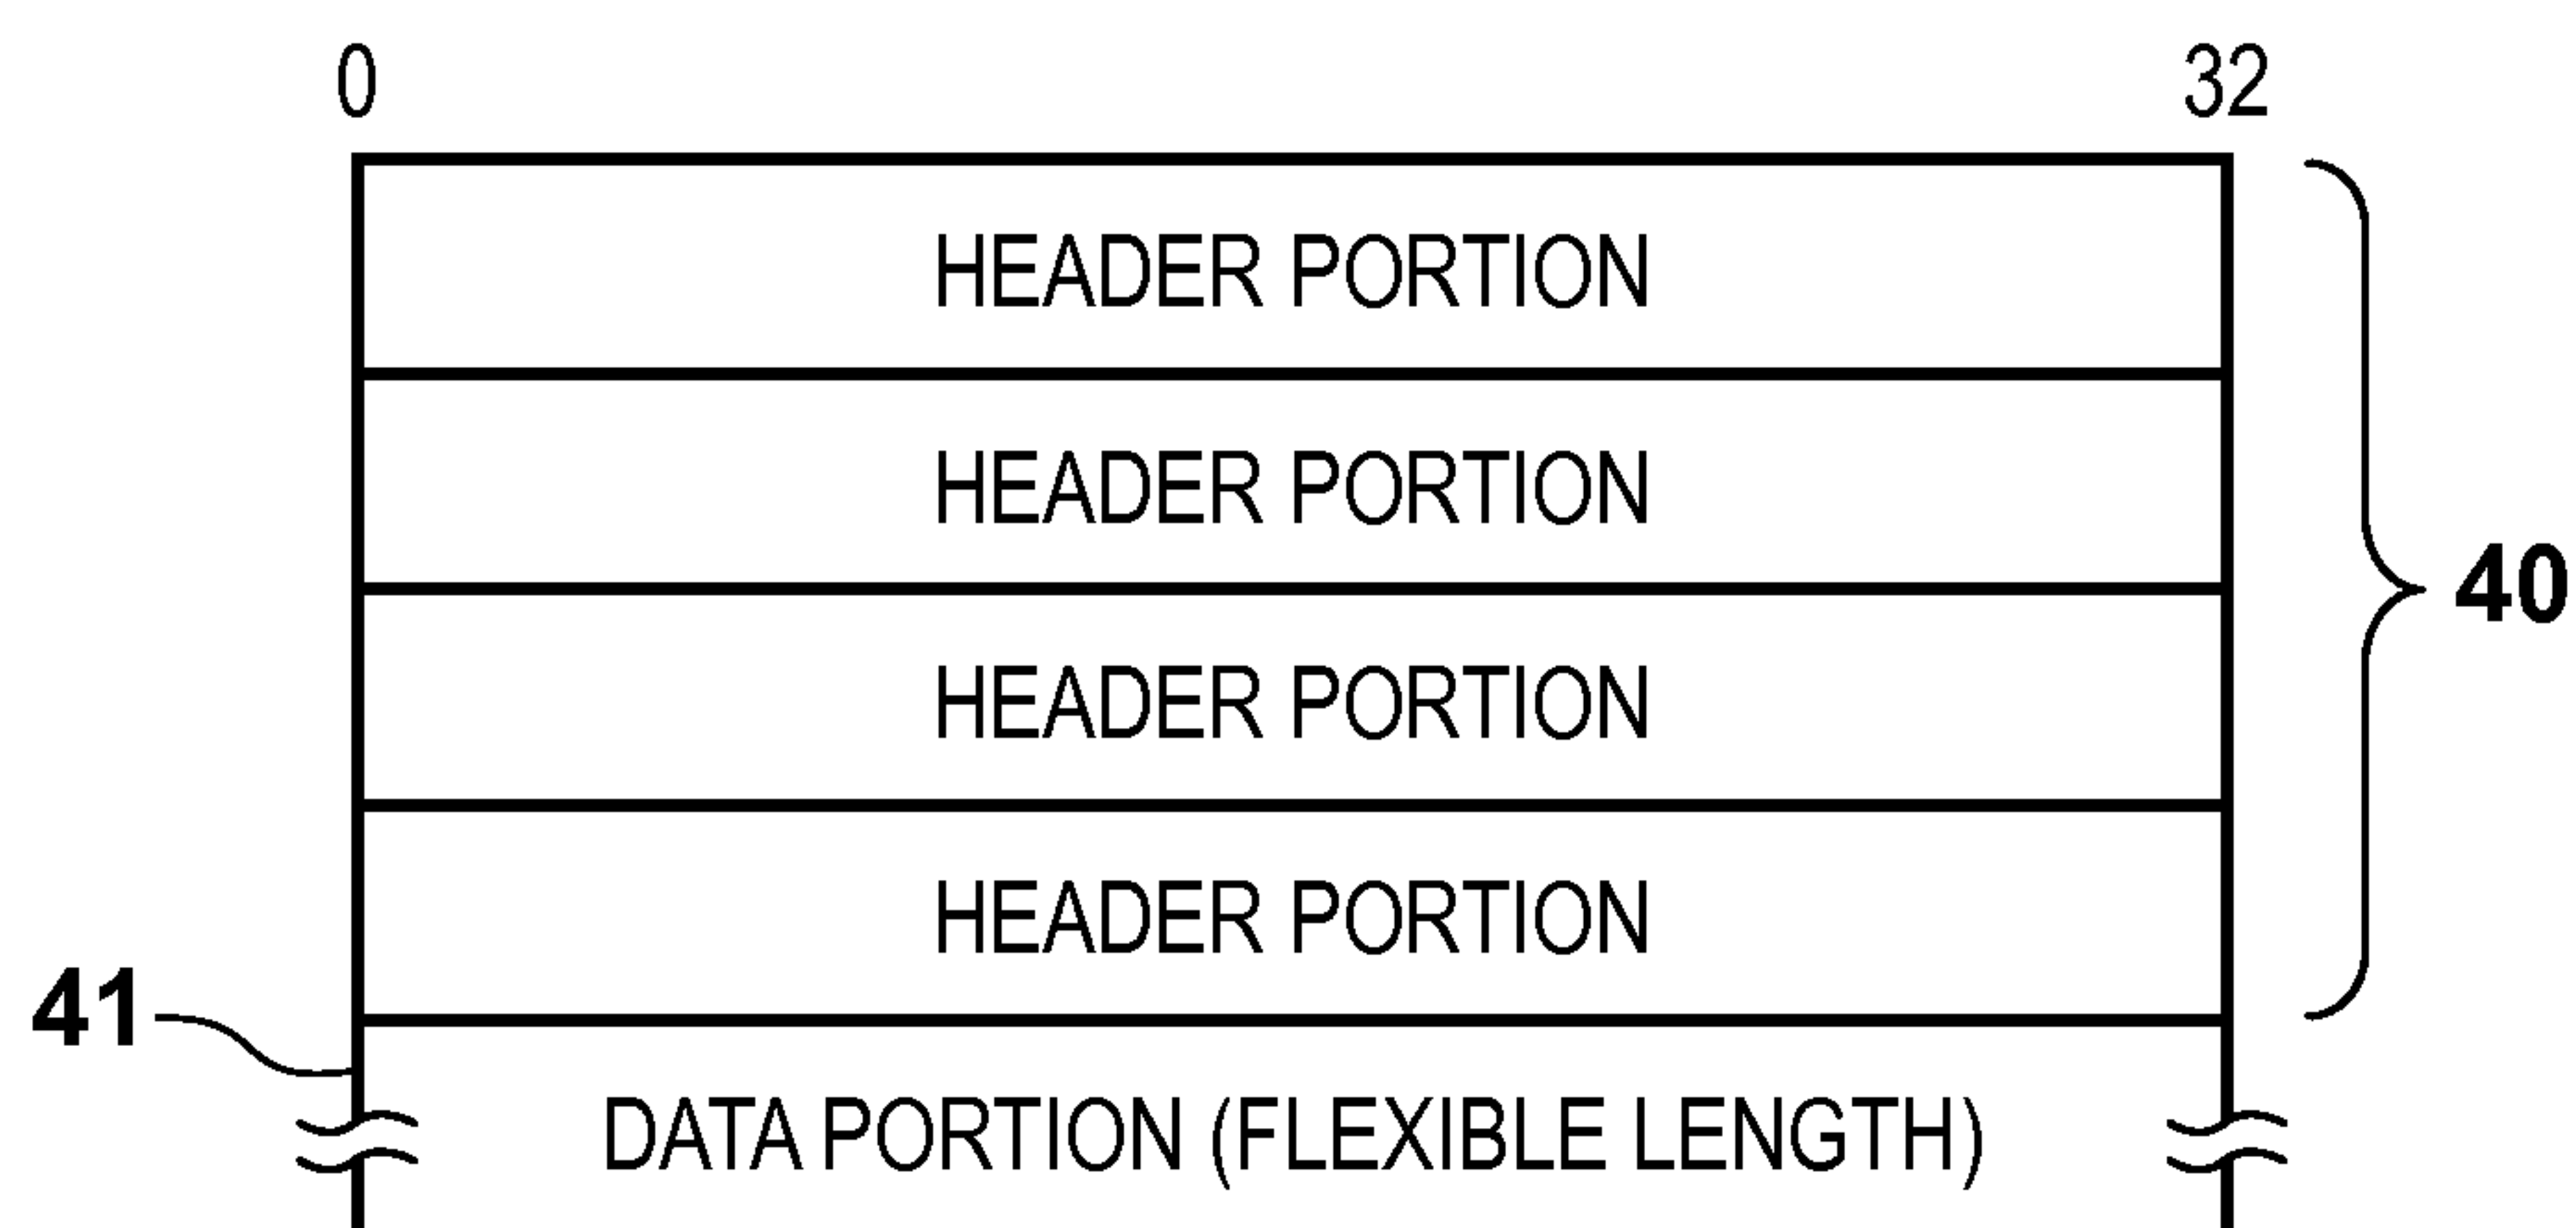 0 32
HEADER PORTION
HEADER PORTION
40
HEADER PORTION
HEADER PORTION
41
DATA PORTION (FLEXIBLE LENGTH)